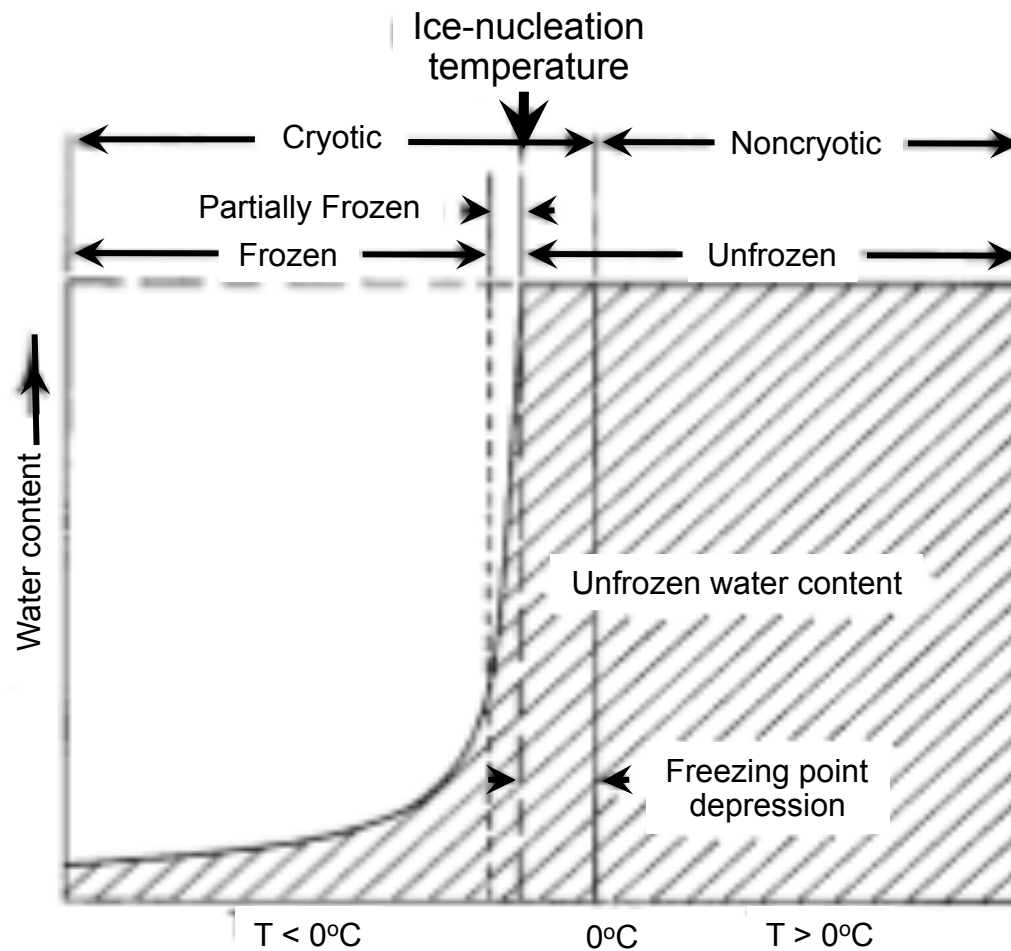 Ice-nucleation
temperature
Cryotic
Noncryotic
Partially Frozen
Frozen
Unfrozen
Water content
Unfrozen water content
Freezing point
depression
T < 0°C
0°C
T > 0°C